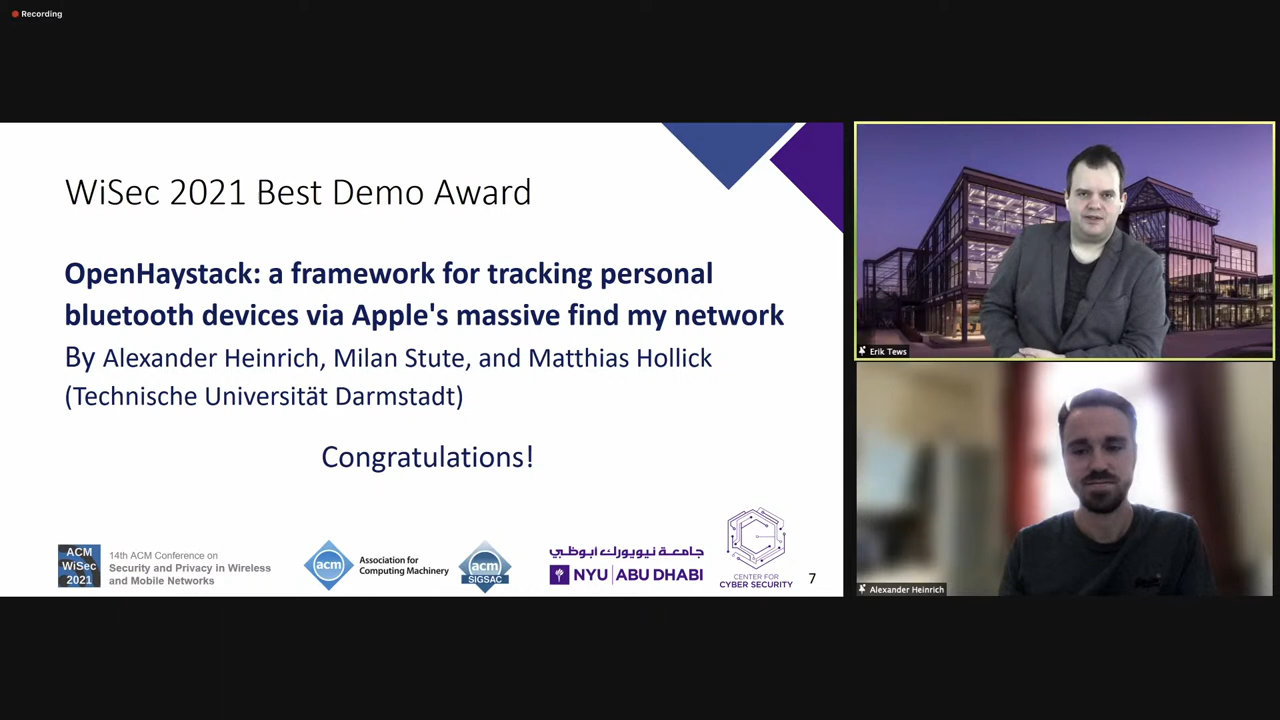 Recording
WiSec 2021 Best Demo Award
OpenHaystack: a framework for tracking personal
bluetooth devices via Apple's massive find my network
By Alexander Heinrich, Milan Stute, and Matthias Hollick
(Technische Universität Darmstadt)
Congratulations!
ACM
WiSec
2021
14th ACM Conference on
Security and Privacy in Wireless
and Mobile Networks
acm
Association for
Computing Machinery
acm
SIGSAC
جامعـة نيويورك أبوظبي
NYU | ABU DHABI
CENTER FOR
CYBER SECURITY
7
Erik Tews
Alexander Heinrich